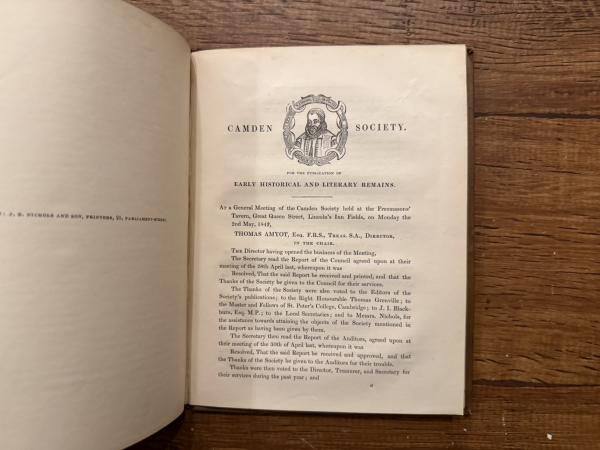 : J. B. NICHOLS AND SON, PRINTERS, 25, PARLIAMENT-STREET
CAMDEN SOCIETY.
FOR THE PUBLICATION OF
EARLY HISTORICAL AND LITERARY REMAINS.
AT a General Meeting of the Camden Society held at the Freemasons'
Tavern, Great Queen Street, Lincoln's Inn Fields, on Monday the
2nd May, 1842,
THOMAS AMYOT, ESQ. F.R.S., TREAS. S.A., DIRECTOR,
IN THE CHAIR.
THE Director having opened the business of the Meeting,
The Secretary read the Report of the Council agreed upon at their
meeting of the 28th April last, whereupon it was
Resolved, That the said Report be received and printed, and that the
Thanks of the Society be given to the Council for their services.
The Thanks of the Society were also voted to the Editors of the
Society's publications; to the Right Honourable Thomas Grenville; to
the Master and Fellows of St. Peter's College, Cambridge; to J. I. Black-
burn, Esq. M.P.; to the Local Secretaries; and to Messrs. Nichols, for
the assistance towards attaining the objects of the Society mentioned in
the Report as having been given by them.
The Secretary then read the Report of the Auditors, agreed upon at
their meeting of the 30th of April last, whereupon it was
Resolved, That the said Report be received and approved, and that
the Thanks of the Society be given to the Auditors for their trouble.
Thanks were then voted to the Director, Treasurer, and Secretary for
their services during the past year; and
a